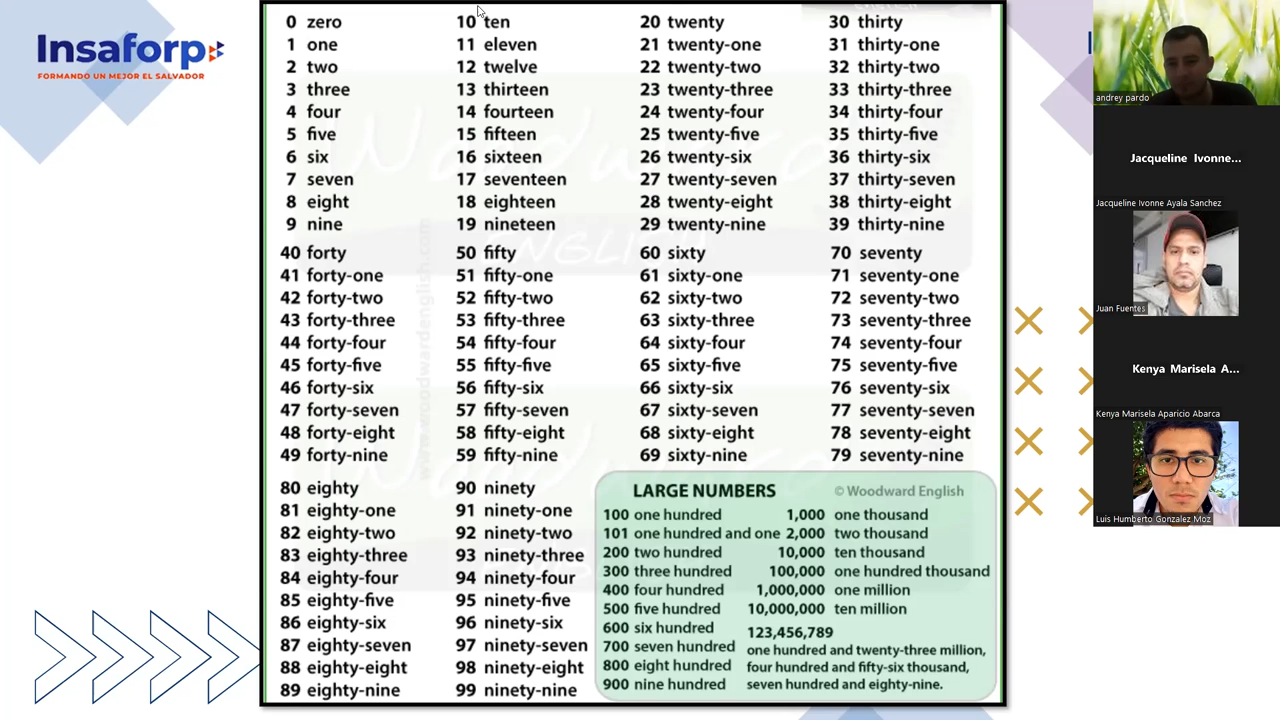 Insaforp
FORMANDO UN MEJOR EL SALVADOR
0 zero
1 one
2 two
3 three
4 four
5 five
6 six
7 seven
8 eight
9 nine
10 ten
11 eleven
12 twelve
13 thirteen
14 fourteen
15 fifteen
16 sixteen
17 seventeen
18 eighteen
19 nineteen
20 twenty
21 twenty-one
22 twenty-two
23 twenty-three
24 twenty-four
25 twenty-five
26 twenty-six
27 twenty-seven
28 twenty-eight
29 twenty-nine
30 thirty
31 thirty-one
32 thirty-two
33 thirty-three
34 thirty-four
35 thirty-five
36 thirty-six
37 thirty-seven
38 thirty-eight
39 thirty-nine
40 forty
41 forty-one
42 forty-two
43 forty-three
44 forty-four
45 forty-five
46 forty-six
47 forty-seven
48 forty-eight
49 forty-nine
50 fifty
51 fifty-one
52 fifty-two
53 fifty-three
54 fifty-four
55 fifty-five
56 fifty-six
57 fifty-seven
58 fifty-eight
59 fifty-nine
60 sixty
61 sixty-one
62 sixty-two
63 sixty-three
64 sixty-four
65 sixty-five
66 sixty-six
67 sixty-seven
68 sixty-eight
69 sixty-nine
70 seventy
71 seventy-one
72 seventy-two
73 seventy-three
74 seventy-four
75 seventy-five
76 seventy-six
77 seventy-seven
78 seventy-eight
79 seventy-nine
80 eighty
81 eighty-one
82 eighty-two
83 eighty-three
84 eighty-four
85 eighty-five
86 eighty-six
87 eighty-seven
88 eighty-eight
89 eighty-nine
90 ninety
91 ninety-one
92 ninety-two
93 ninety-three
94 ninety-four
95 ninety-five
96 ninety-six
97 ninety-seven
98 ninety-eight
99 ninety-nine
LARGE NUMBERS
© Woodward English
100 one hundred
101 one hundred and one
200 two hundred
300 three hundred
400 four hundred
500 five hundred
600 six hundred
700 seven hundred
800 eight hundred
900 nine hundred
1,000 one thousand
2,000 two thousand
10,000 ten thousand
100,000 one hundred thousand
1,000,000 one million
10,000,000 ten million
123,456,789
one hundred and twenty-three million,
four hundred and fifty-six thousand,
seven hundred and eighty-nine.
www.woodwardenglish.com
Woodward
ENGLISH
andrey pardo
Jacqueline Ivonne...
Jacqueline Ivonne Ayala Sanchez
Juan Fuentes
Kenya Marisela A...
Kenya Marisela Aparicio Abarca
Luis Humberto Gonzalez Moz